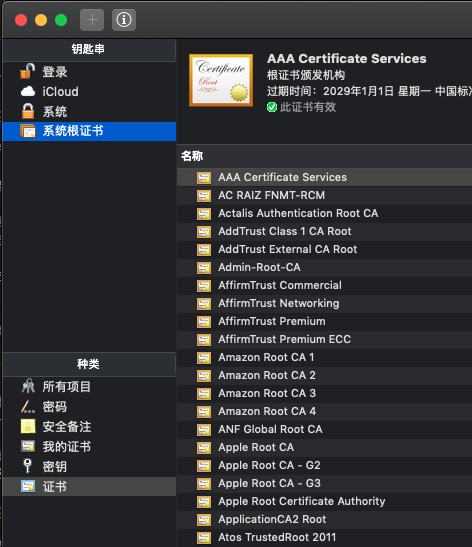 钥匙串
登录
iCloud
系统
系统根证书
种类
所有项目
密码
安全备注
我的证书
密钥
证书
Certificate
Root
AAA Certificate Services
根证书颁发机构
过期时间：2029年1月1日 星期一 中国标
此证书有效
名称
AAA Certificate Services
AC RAIZ FNMT-RCM
Actalis Authentication Root CA
AddTrust Class 1 CA Root
AddTrust External CA Root
Admin-Root-CA
AffirmTrust Commercial
AffirmTrust Networking
AffirmTrust Premium
AffirmTrust Premium ECC
Amazon Root CA 1
Amazon Root CA 2
Amazon Root CA 3
Amazon Root CA 4
ANF Global Root CA
Apple Root CA
Apple Root CA - G2
Apple Root CA - G3
Apple Root Certificate Authority
ApplicationCA2 Root
Atos TrustedRoot 2011